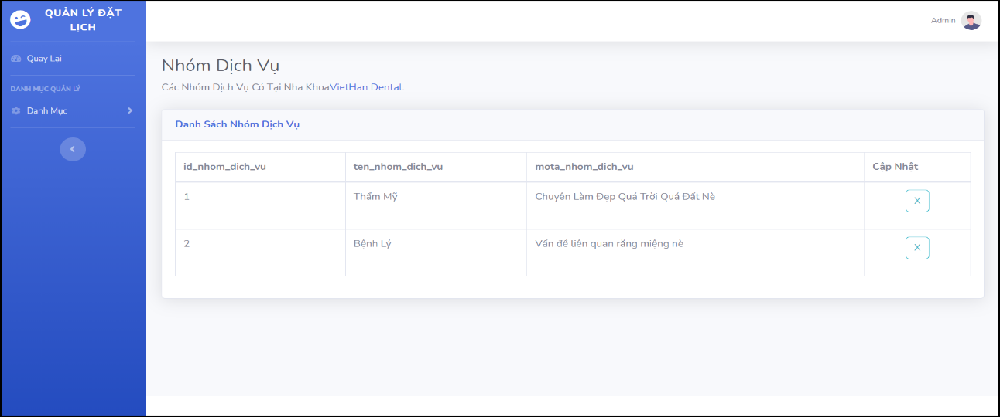 QUẢN LÝ ĐẶT
LỊCH
Admin
Quay Lại
DANH MỤC QUẢN LÝ
Danh Mục
Nhóm Dịch Vụ
Các Nhóm Dịch Vụ Có Tại Nha KhoaVietHan Dental.
Danh Sách Nhóm Dịch Vụ
id_nhom_dich_vu ten_nhom_dich_vu mota_nhom_dich_vu Cập Nhật
1 Thẩm Mỹ Chuyên Làm Đẹp Quá Trời Quá Đất Nè X
2 Bệnh Lý Vấn đề liên quan răng miệng nè X